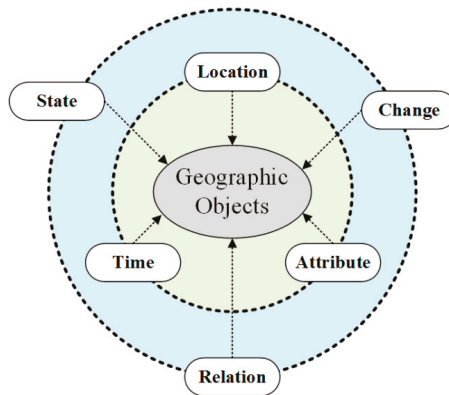 Location
State
Change
Geographic
Objects
Time
Attribute
Relation